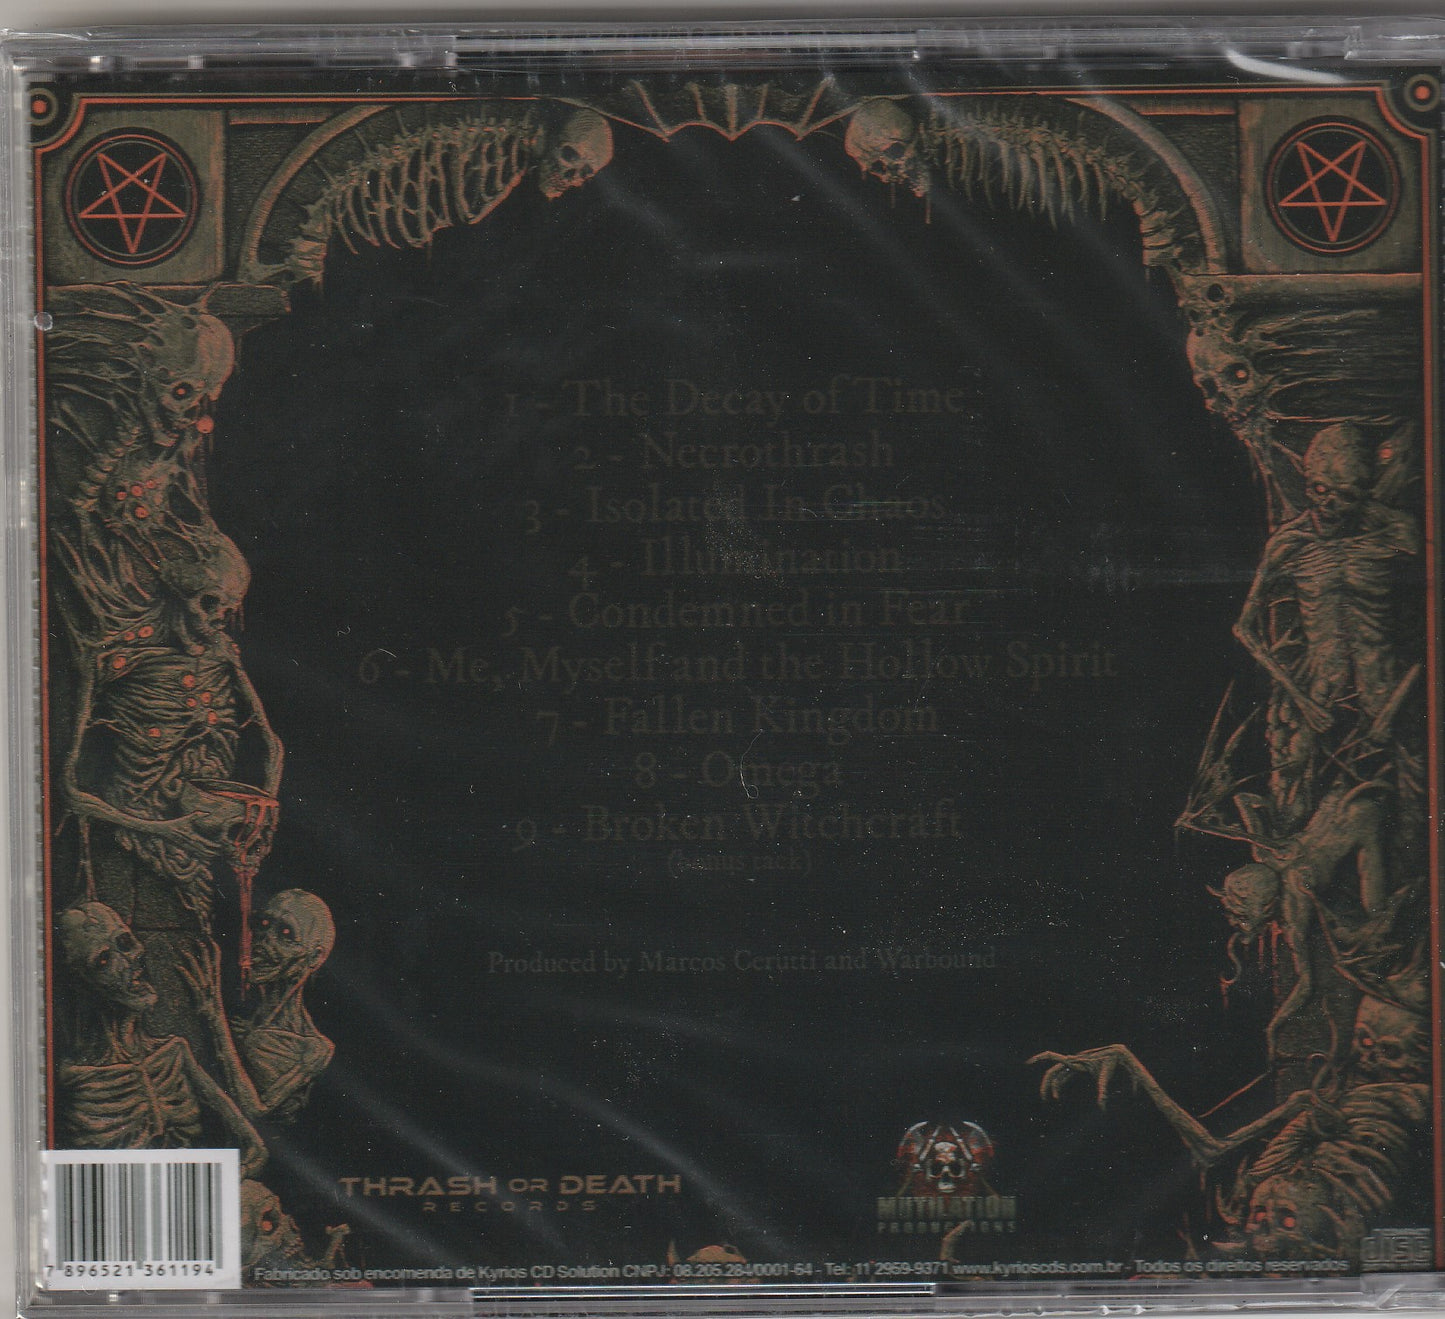 1 - The Decay of Time
2 - Necrothrash
3 - Isolated In Chaos
4 - Illumination
5 - Condemned in Fear
6 - Me, Myself and the Hollow Spirit
7 - Fallen Kingdom
8 - Omega
9 - Broken Witchcraft
(bonus tack)
Produced by Marcos Cerutti and Warbound
THRASH OR DEATH
RECORDS
MUTILATION
PRODUCTIONS
7 896521 361194
Fabricado sob encomenda de Kyrios CD Solution CNPJ: 08.205.284/0001-64 - Tel: 11 2959-9371 www.kyrioscds.com.br - Todos os direitos reservados
disc